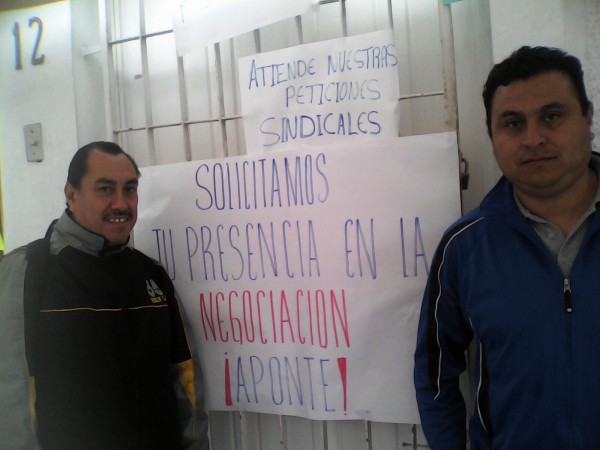 12
ATIENDE NUESTRAS
PETICIONES
SINDICALES
SOLICITAMOS
TU PRESENCIA EN LA
NEGOCIACION
¡APONTE!